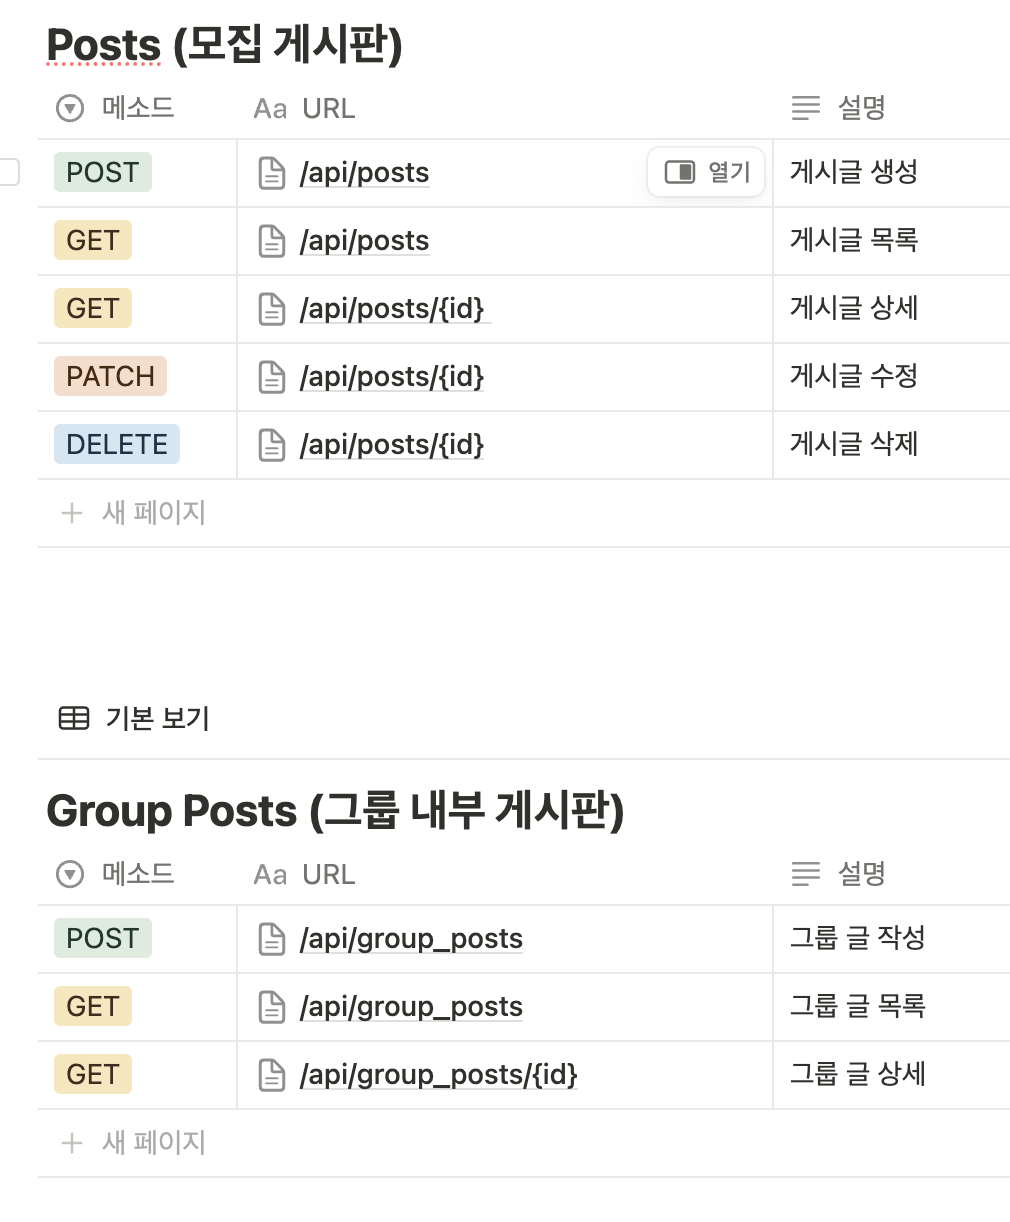 Posts (모집 게시판)
메소드 Aa URL 설명
POST /api/posts 열기 게시글 생성
GET /api/posts 게시글 목록
GET /api/posts/{id} 게시글 상세
PATCH /api/posts/{id} 게시글 수정
DELETE /api/posts/{id} 게시글 삭제
+ 새 페이지
기본 보기
Group Posts (그룹 내부 게시판)
메소드 Aa URL 설명
POST /api/group_posts 그룹 글 작성
GET /api/group_posts 그룹 글 목록
GET /api/group_posts/{id} 그룹 글 상세
+ 새 페이지